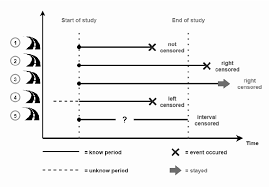 Start of study
End of study
1
not
censored
2
right
censored
3
right
censored
4
left
censored
5
?
interval
censored
Time
= know period
= event occured
= unknow period
= stayed